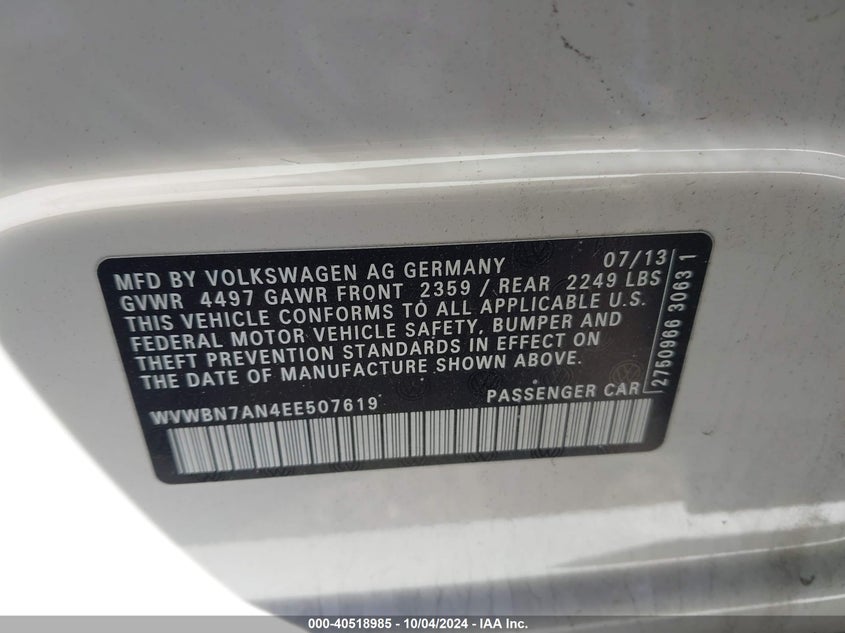 MFD BY VOLKSWAGEN AG GERMANY 07/13
GVWR 4497 GAWR FRONT 2359 / REAR 2249 LBS
THIS VEHICLE CONFORMS TO ALL APPLICABLE U.S.
FEDERAL MOTOR VEHICLE SAFETY, BUMPER AND
THEFT PREVENTION STANDARDS IN EFFECT ON
THE DATE OF MANUFACTURE SHOWN ABOVE.
*WVWBN7AN4EE507619* PASSENGER CAR
2750966 3063 1
000-40518985 - 10/04/2024 - IAA, Inc.